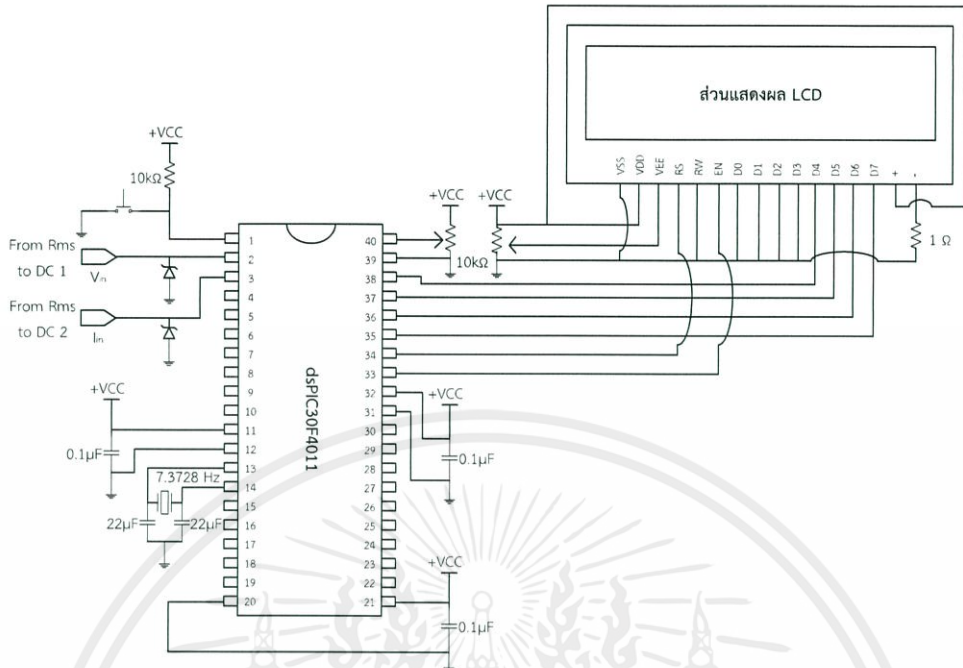 ส่วนแสดงผล LCD
VSS
VDD
VEE
RS
RW
EN
D0
D1
D2
D3
D4
D5
D6
D7
+
-
1 Ω
+VCC
10kΩ
From Rms
to DC 1
Vin
From Rms
to DC 2
Iin
+VCC
0.1μF
7.3728 Hz
22μF
22μF
dsPIC30F4011
1
2
3
4
5
6
7
8
9
10
11
12
13
14
15
16
17
18
19
20
40
39
38
37
36
35
34
33
32
31
30
29
28
27
26
25
24
23
22
21
+VCC
+VCC
10kΩ
+VCC
0.1μF
+VCC
0.1μF